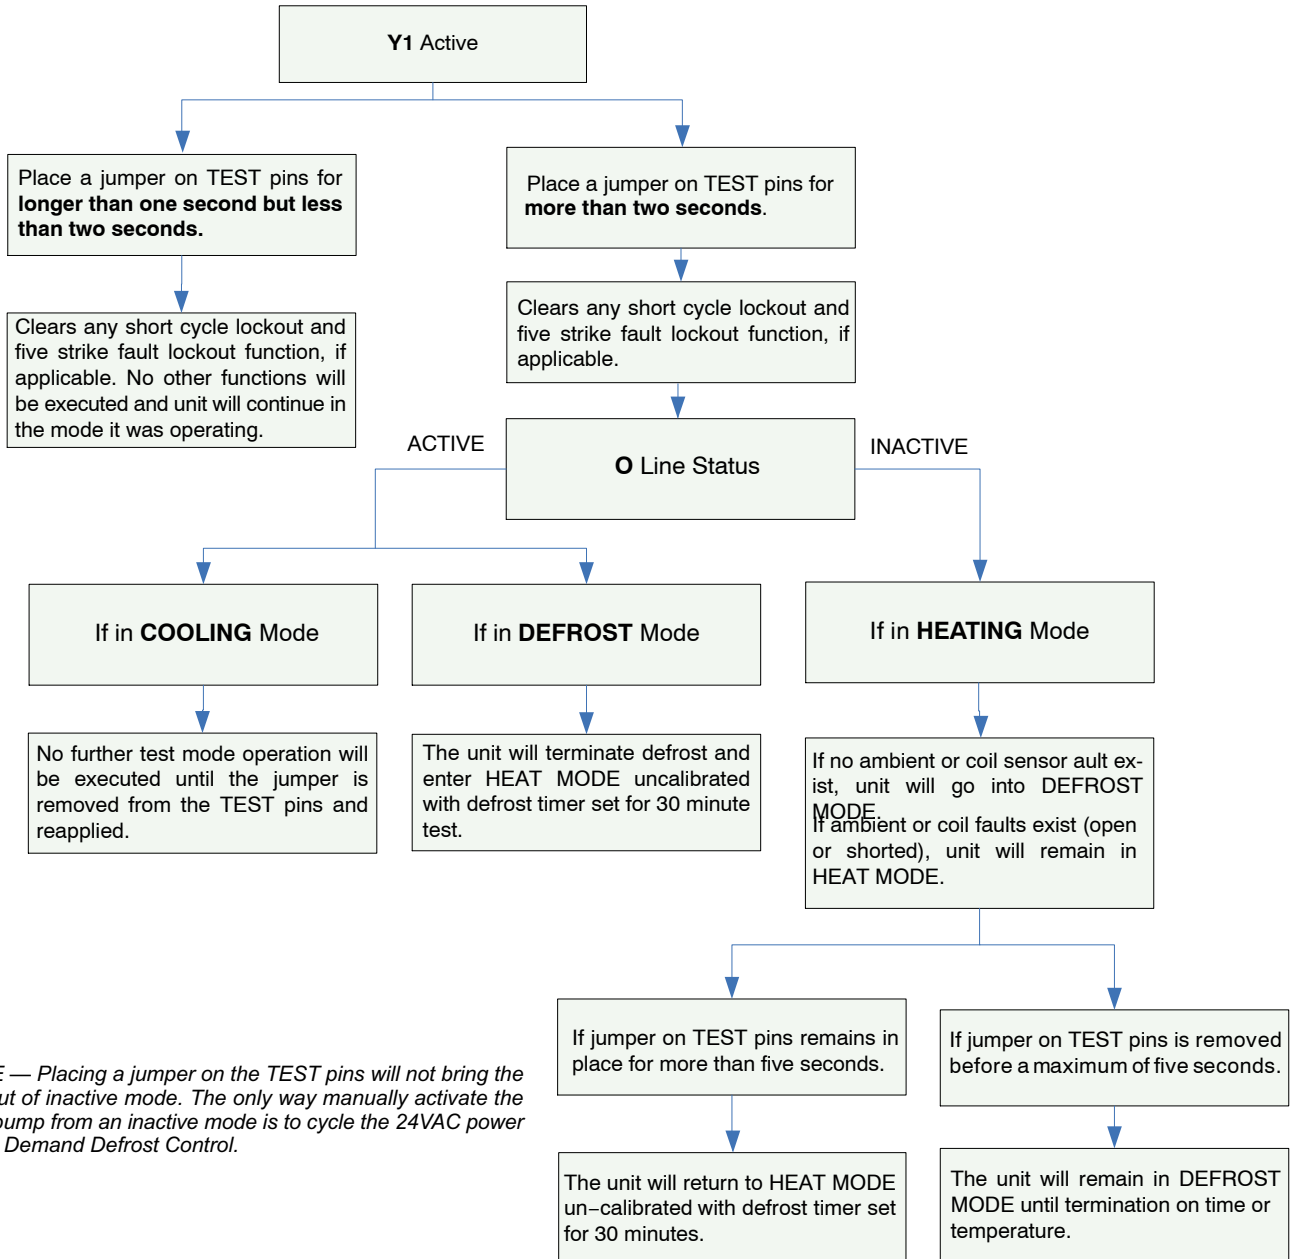 Y1 Active
Place a jumper on TEST pins for
longer than one second but less
than two seconds.
Place a jumper on TEST pins for
more than two seconds.
Clears any short cycle lockout and
five strike fault lockout function, if
applicable. No other functions will
be executed and unit will continue in
the mode it was operating.
Clears any short cycle lockout and
five strike fault lockout function, if
applicable.
ACTIVE
O Line Status
INACTIVE
If in COOLING Mode
If in DEFROST Mode
If in HEATING Mode
No further test mode operation will
be executed until the jumper is
removed from the TEST pins and
reapplied.
The unit will terminate defrost and
enter HEAT MODE uncalibrated
with defrost timer set for 30 minute
test.
If no ambient or coil sensor ault ex-
ist, unit will go into DEFROST
MODE.
If ambient or coil faults exist (open
or shorted), unit will remain in
HEAT MODE.
If jumper on TEST pins remains in
place for more than five seconds.
If jumper on TEST pins is removed
before a maximum of five seconds.
E — Placing a jumper on the TEST pins will not bring the
ut of inactive mode. The only way manually activate the
pump from an inactive mode is to cycle the 24VAC power
Demand Defrost Control.
The unit will return to HEAT MODE
un−calibrated with defrost timer set
for 30 minutes.
The unit will remain in DEFROST
MODE until termination on time or
temperature.